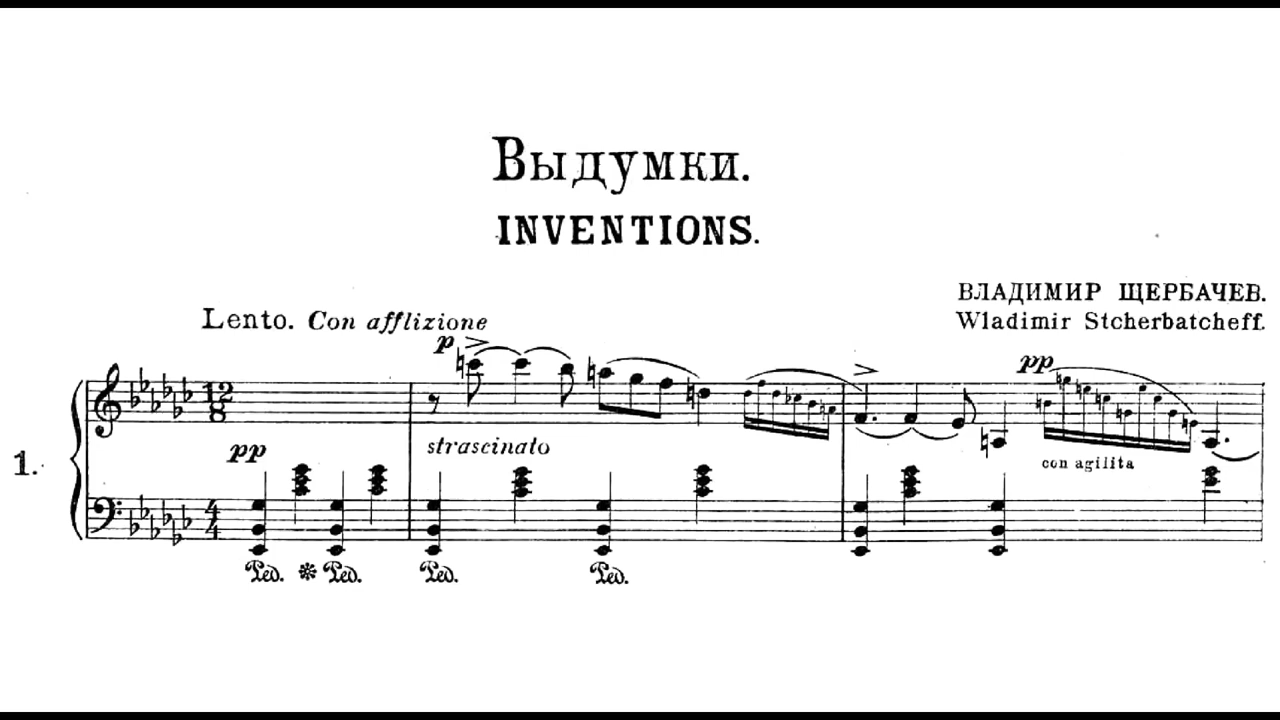 Выдумки.
INVENTIONS.
ВЛАДИМИР ЩЕРБАЧЕВ.
Wladimir Stcherbatcheff.
Lento. Con afflizione
p
pp
12
8
pp
strascinato
con agilita
1.
4
4
Ped. Ped. Ped. Ped.